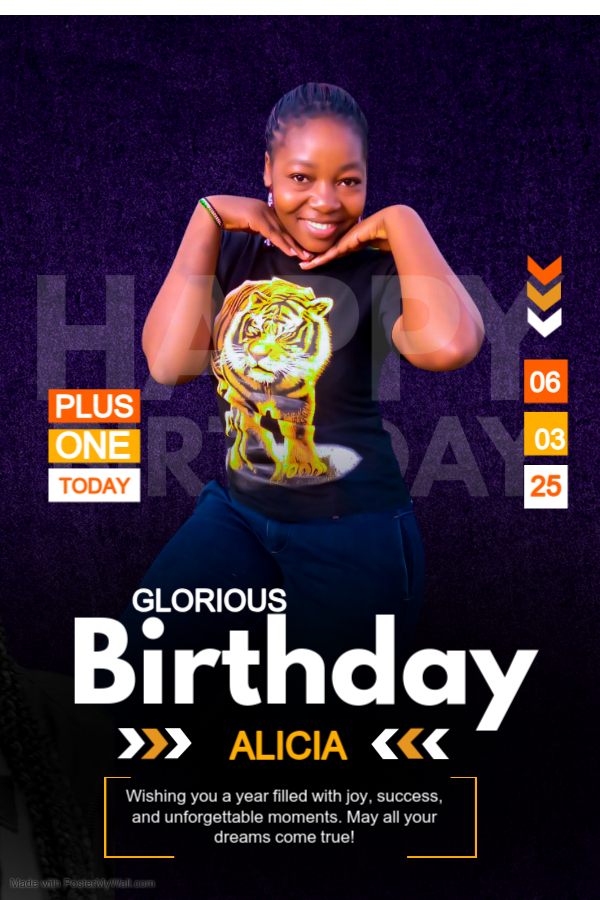 HAPPY
BIRTHDAY
PLUS
ONE
TODAY
06
03
25
GLORIOUS
Birthday
ALICIA
Wishing you a year filled with joy, success,
and unforgettable moments. May all your
dreams come true!
Made with PosterMyWall.com